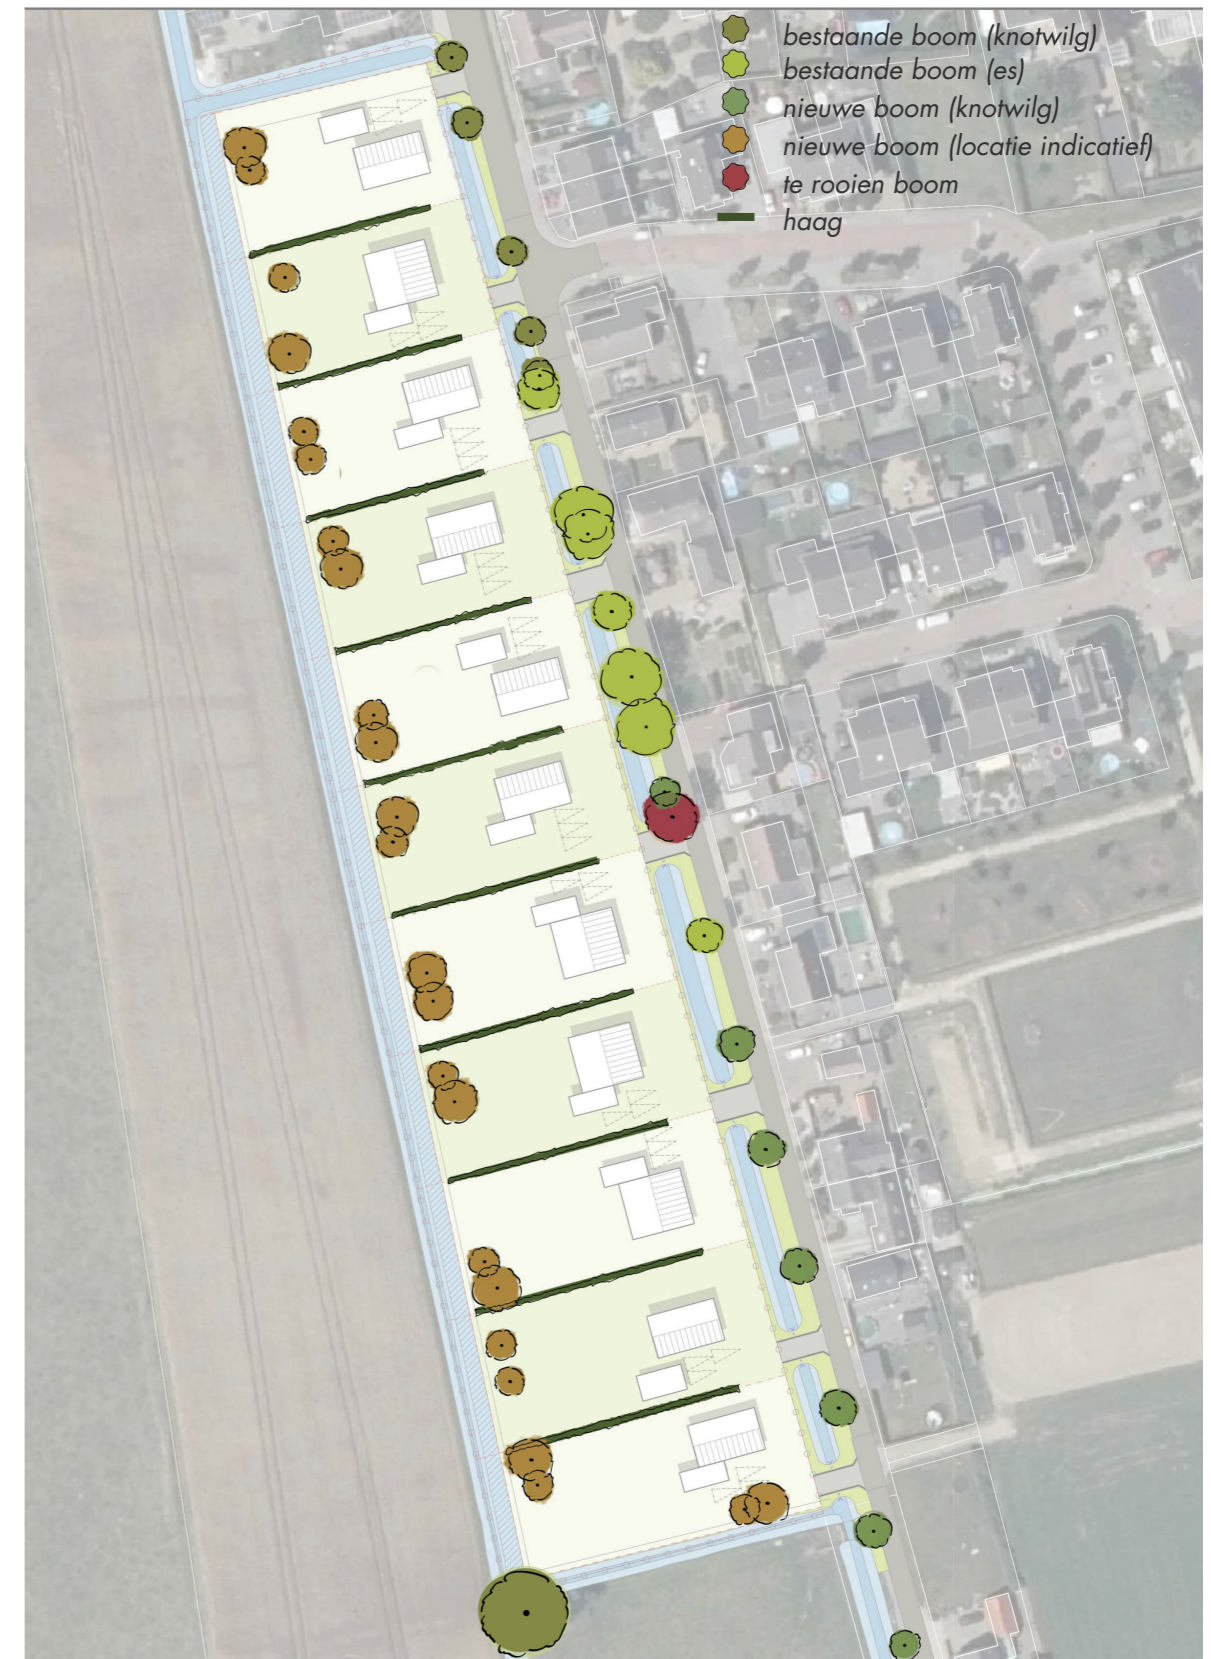 bestaande boom (knotwilg)
bestaande boom (es)
nieuwe boom (knotwilg)
nieuwe boom (locatie indicatief)
te rooien boom
haag